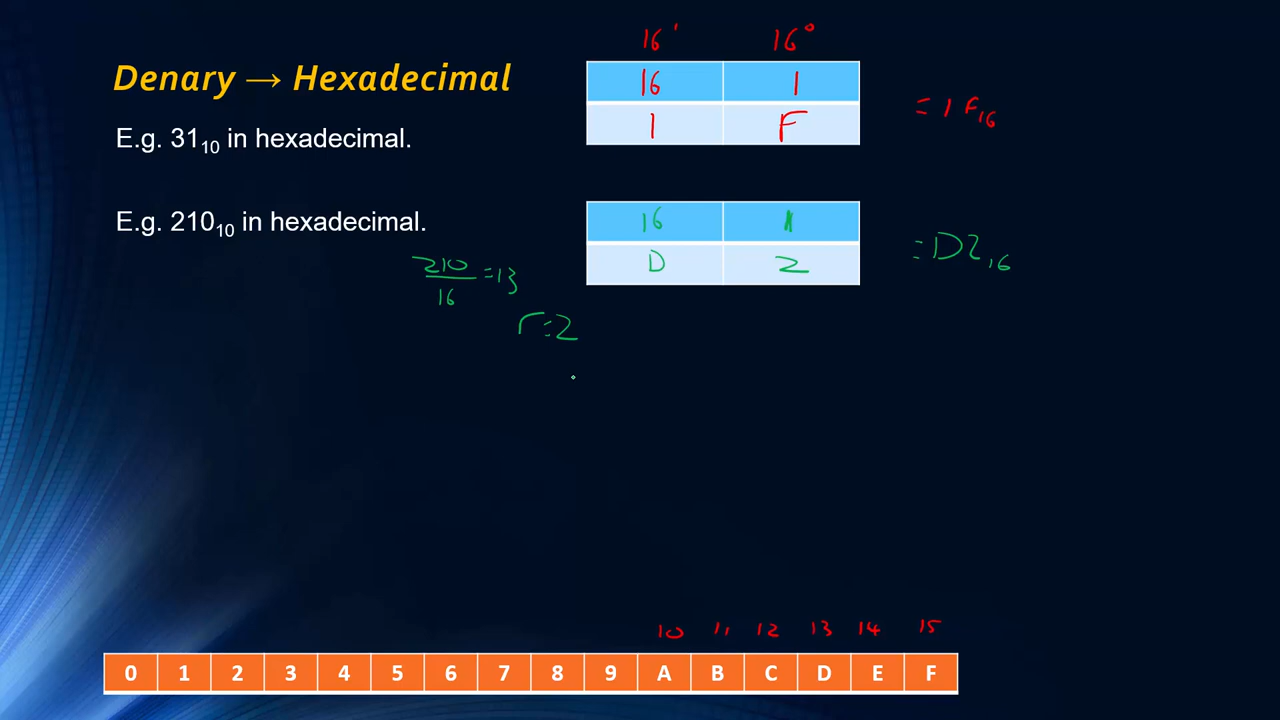 16¹ 16⁰
Denary → Hexadecimal
16 1
1 F
= 1F₁₆
E.g. 31₁₀ in hexadecimal.
E.g. 210₁₀ in hexadecimal.
16 1
D 2
= D2₁₆
210/16 = 13
r = 2
10 11 12 13 14 15
0 1 2 3 4 5 6 7 8 9 A B C D E F